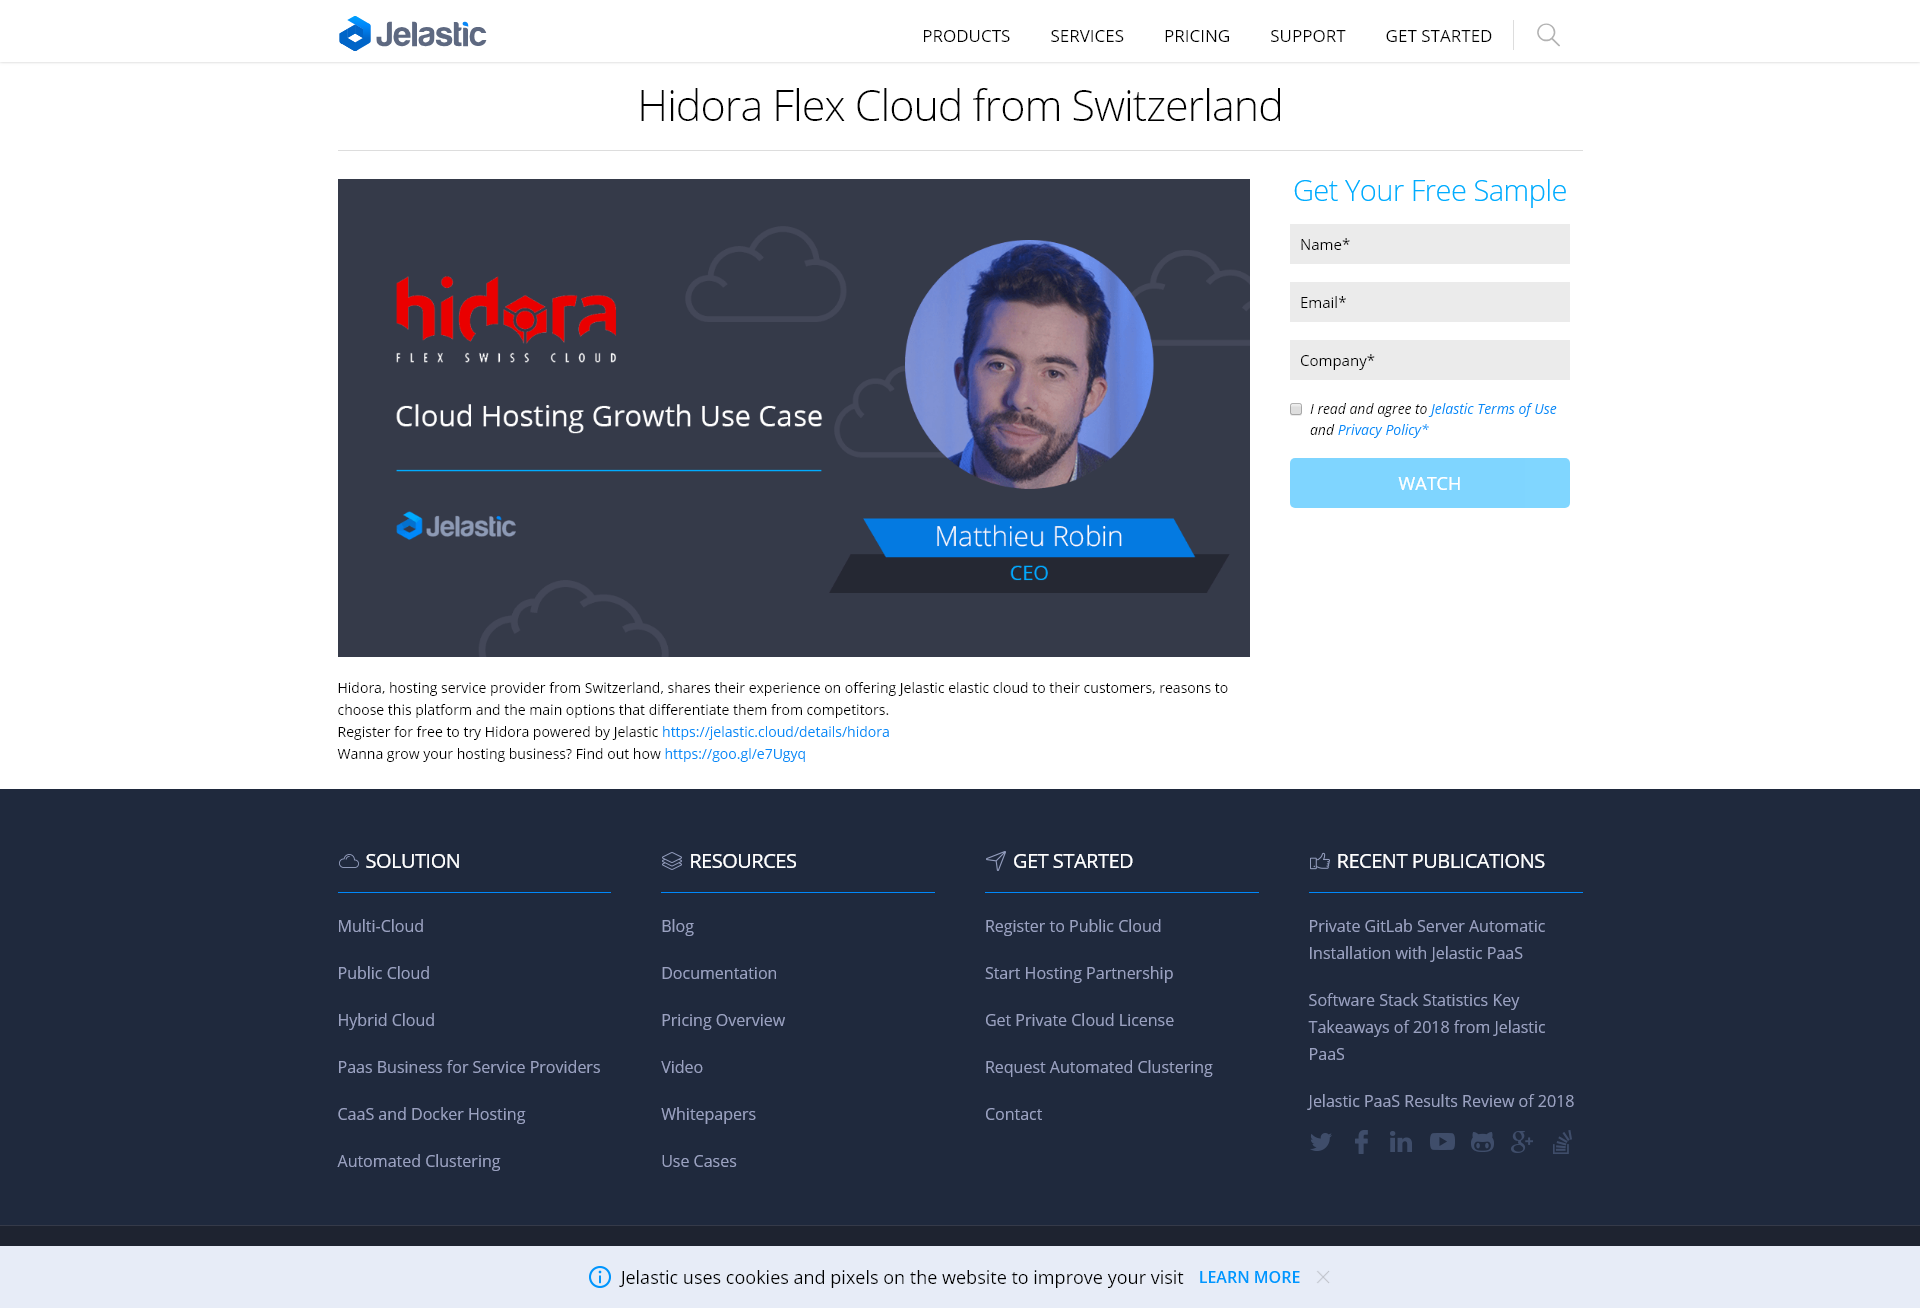 Jelastic
PRODUCTS
SERVICES
PRICING
SUPPORT
GET STARTED
Hidora Flex Cloud from Switzerland
hidora
FLEX SWISS CLOUD
Cloud Hosting Growth Use Case
Jelastic
Matthieu Robin
CEO
Get Your Free Sample
Name*
Email*
Company*
I read and agree to Jelastic Terms of Use
and Privacy Policy*
WATCH
Hidora, hosting service provider from Switzerland, shares their experience on offering Jelastic elastic cloud to their customers, reasons to
choose this platform and the main options that differentiate them from competitors.
Register for free to try Hidora powered by Jelastic https://jelastic.cloud/details/hidora
Wanna grow your hosting business? Find out how https://goo.gl/e7Ugyq
SOLUTION
Multi-Cloud
Public Cloud
Hybrid Cloud
Paas Business for Service Providers
CaaS and Docker Hosting
Automated Clustering
RESOURCES
Blog
Documentation
Pricing Overview
Video
Whitepapers
Use Cases
GET STARTED
Register to Public Cloud
Start Hosting Partnership
Get Private Cloud License
Request Automated Clustering
Contact
RECENT PUBLICATIONS
Private GitLab Server Automatic
Installation with Jelastic PaaS
Software Stack Statistics Key
Takeaways of 2018 from Jelastic
PaaS
Jelastic PaaS Results Review of 2018
Jelastic uses cookies and pixels on the website to improve your visit
LEARN MORE